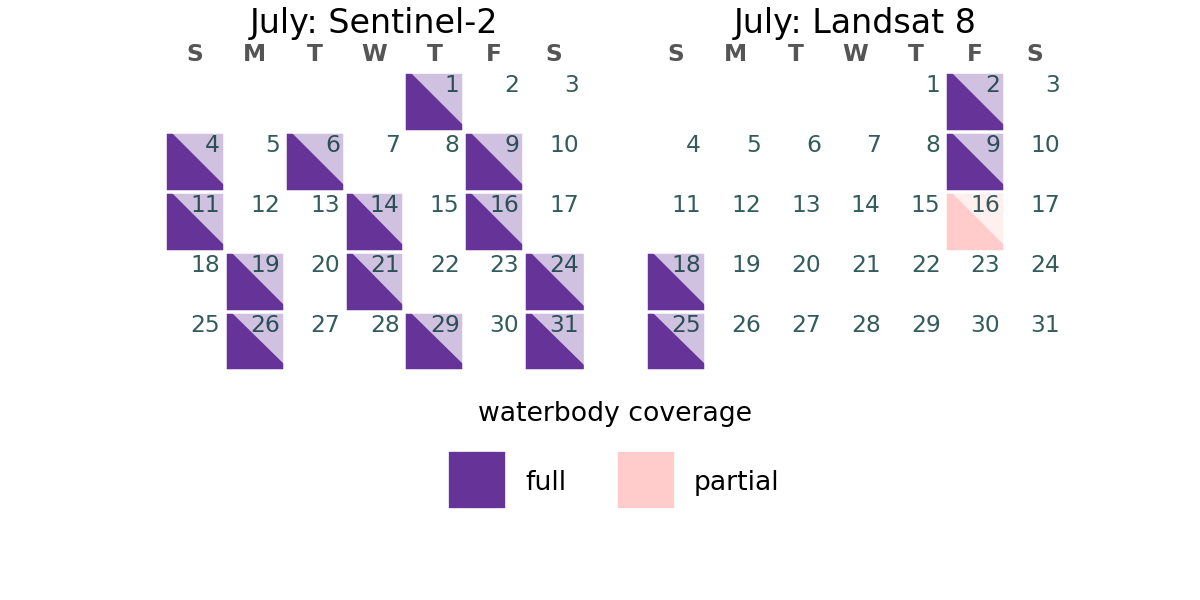 July: Sentinel-2
S M T W T F S
1 2 3
4 5 6 7 8 9 10
11 12 13 14 15 16 17
18 19 20 21 22 23 24
25 26 27 28 29 30 31
July: Landsat 8
S M T W T F S
1 2 3
4 5 6 7 8 9 10
11 12 13 14 15 16 17
18 19 20 21 22 23 24
25 26 27 28 29 30 31
waterbody coverage
full
partial